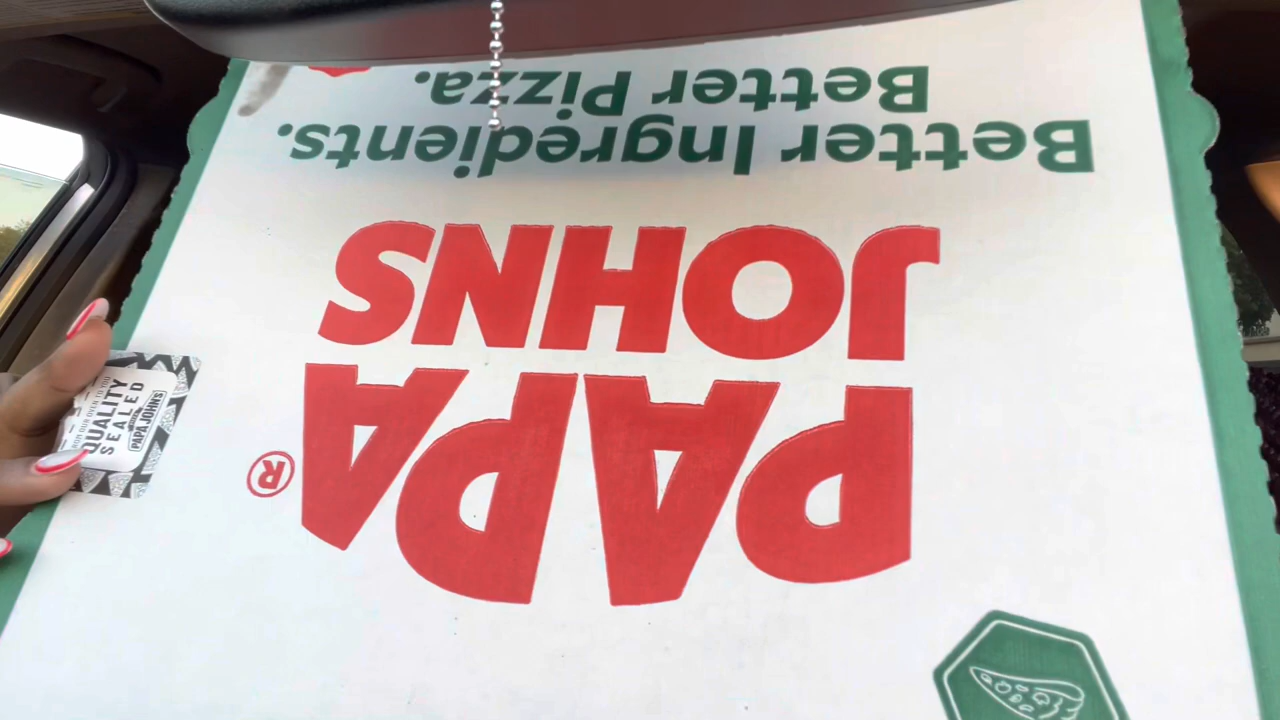 PAPA
JOHNS
®
Better Ingredients.
Better Pizza.
QUALITY
SEALED
PAPA JOHNS